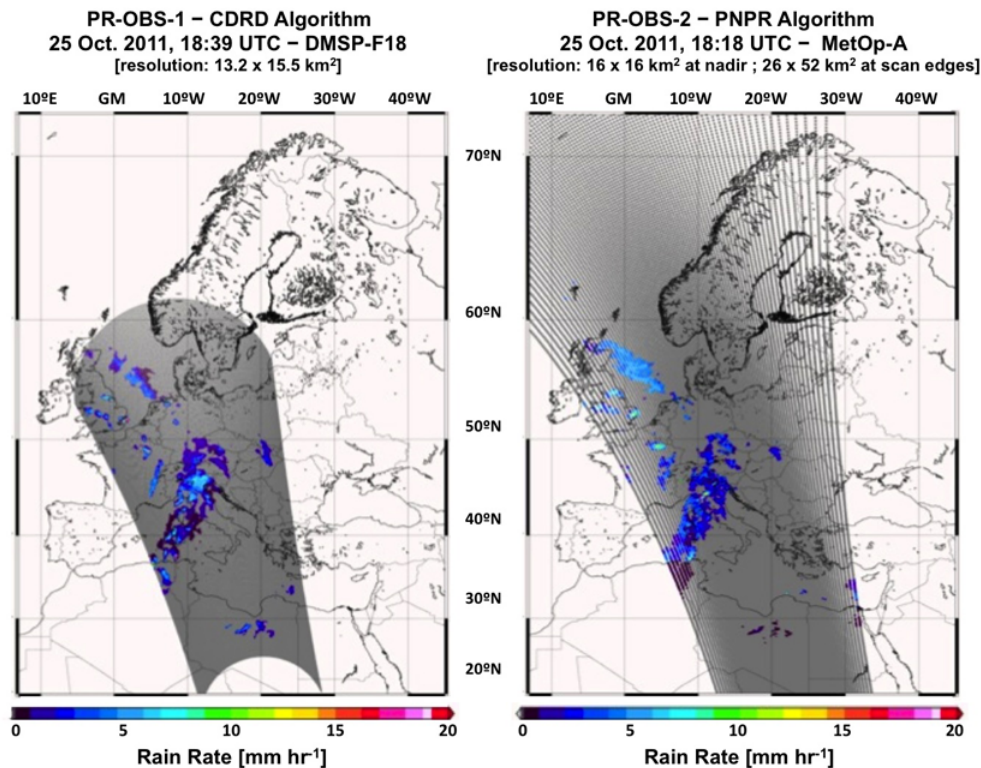 PR-OBS-1 – CDRD Algorithm
25 Oct. 2011, 18:39 UTC – DMSP-F18
[resolution: 13.2 x 15.5 km²]
10ºE GM 10ºW 20ºW 30ºW 40ºW
PR-OBS-2 – PNPR Algorithm
25 Oct. 2011, 18:18 UTC – MetOp-A
[resolution: 16 x 16 km² at nadir ; 26 x 52 km² at scan edges]
10ºE GM 10ºW 20ºW 30ºW 40ºW
70ºN
60ºN
50ºN
40ºN
30ºN
20ºN
0 5 10 15 20
Rain Rate [mm hr⁻¹]
0 5 10 15 20
Rain Rate [mm hr⁻¹]